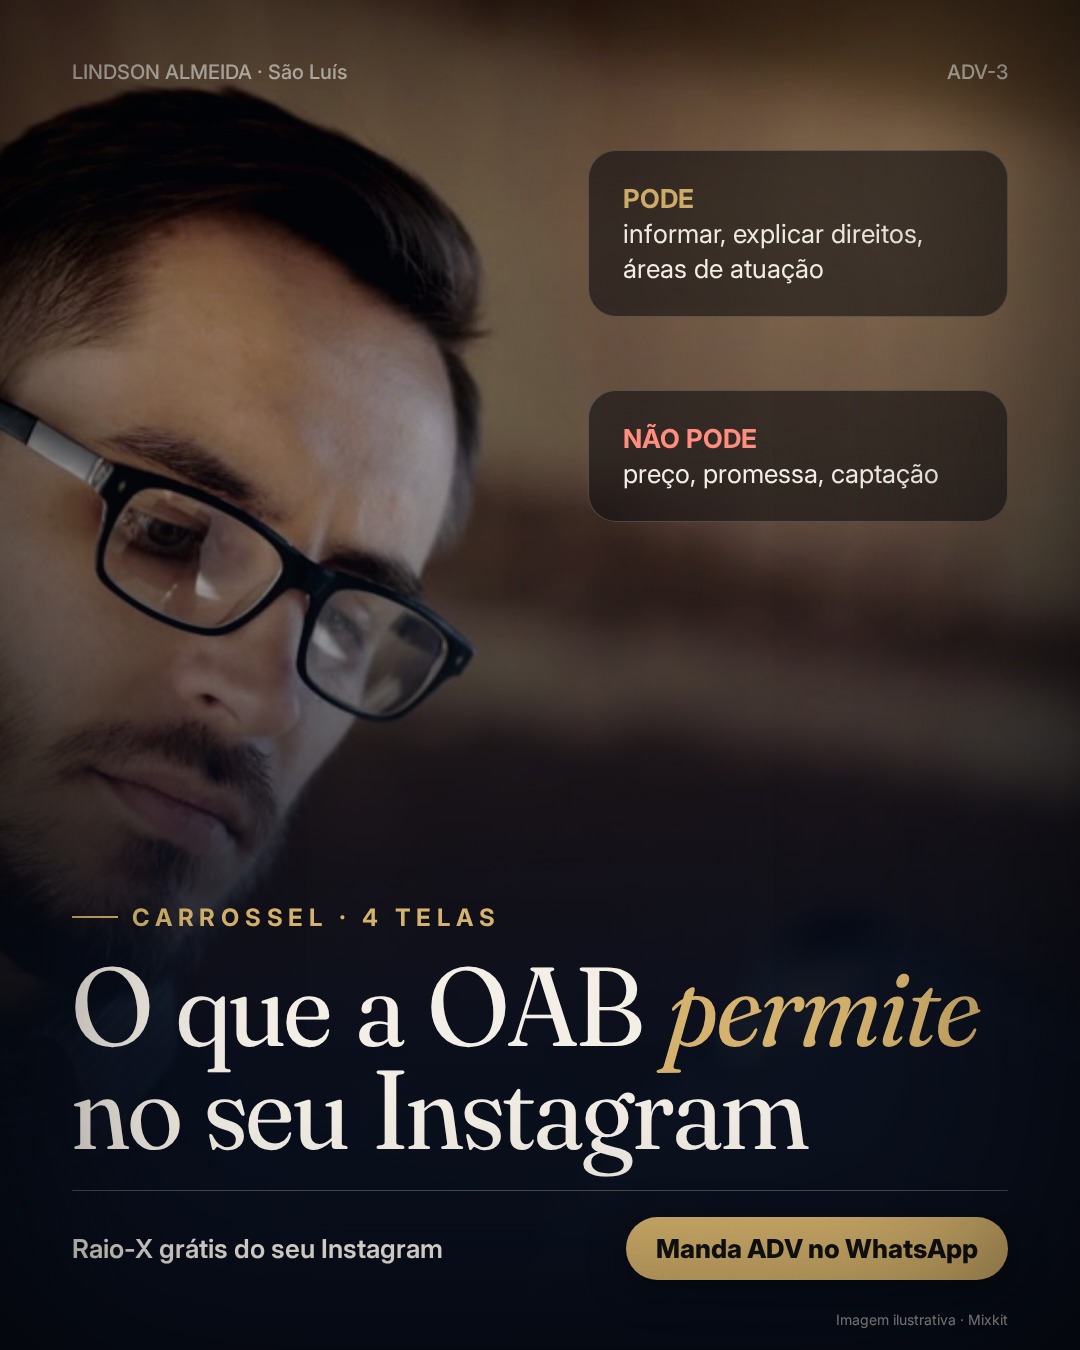 LINDSON ALMEIDA · São Luís
ADV-3
PODE
informar, explicar direitos,
áreas de atuação
NÃO PODE
preço, promessa, captação
CARROSSEL · 4 TELAS
O que a OAB permite
no seu Instagram
Raio-X grátis do seu Instagram
Manda ADV no WhatsApp
Imagem ilustrativa · Mixkit